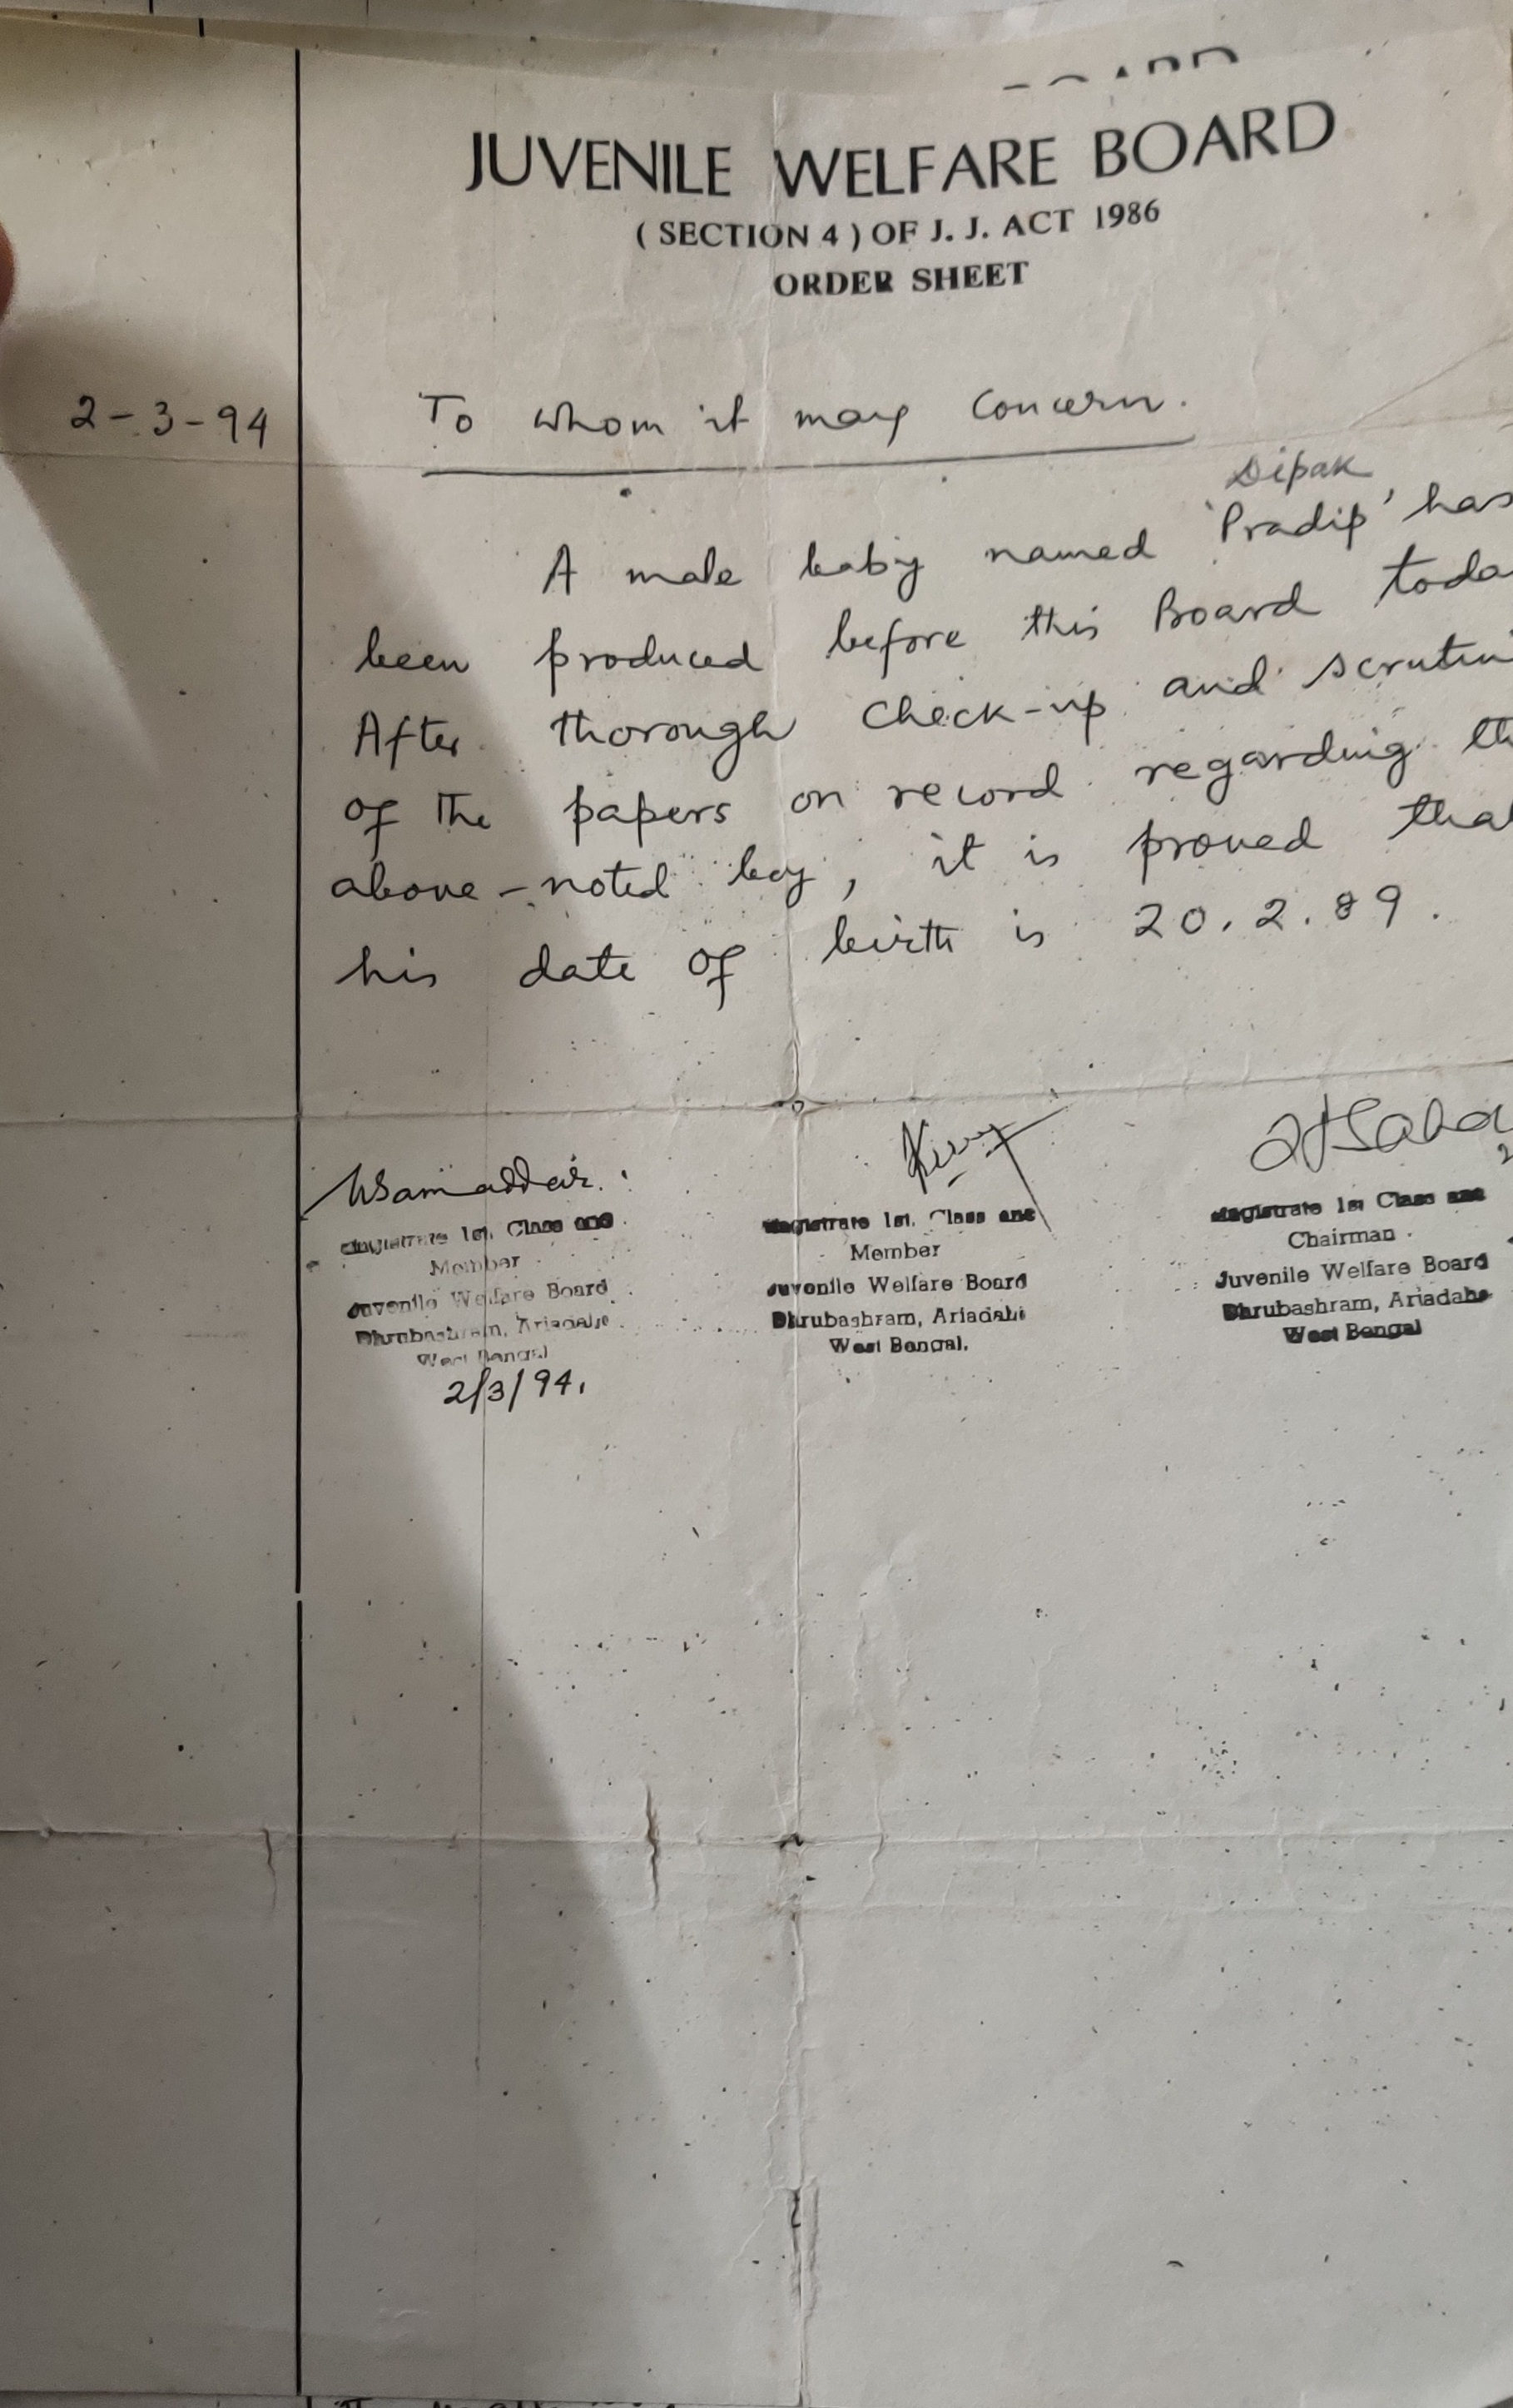 JUVENILE WELFARE BOARD
( SECTION 4 ) OF J. J. ACT 1986
ORDER SHEET
2-3-94
To whom it may concern.
Dipak
A male baby named 'Pradip' has
been produced before this Board toda
After thorough check-up and scrutin
of the papers on record regarding th
above-noted boy, it is proved that
his date of birth is 20.2.89.
Magistrate 1st. Class and
Member
Juvenile Welfare Board
Dhrubashram, Ariadaha
West Bengal
2/3/94.
Magistrate 1st. Class and
Member
Juvenile Welfare Board
Dhrubashram, Ariadaha
West Bengal.
Saha
Magistrate 1st Class and
Chairman
Juvenile Welfare Board
Dhrubashram, Ariadaha
West Bengal